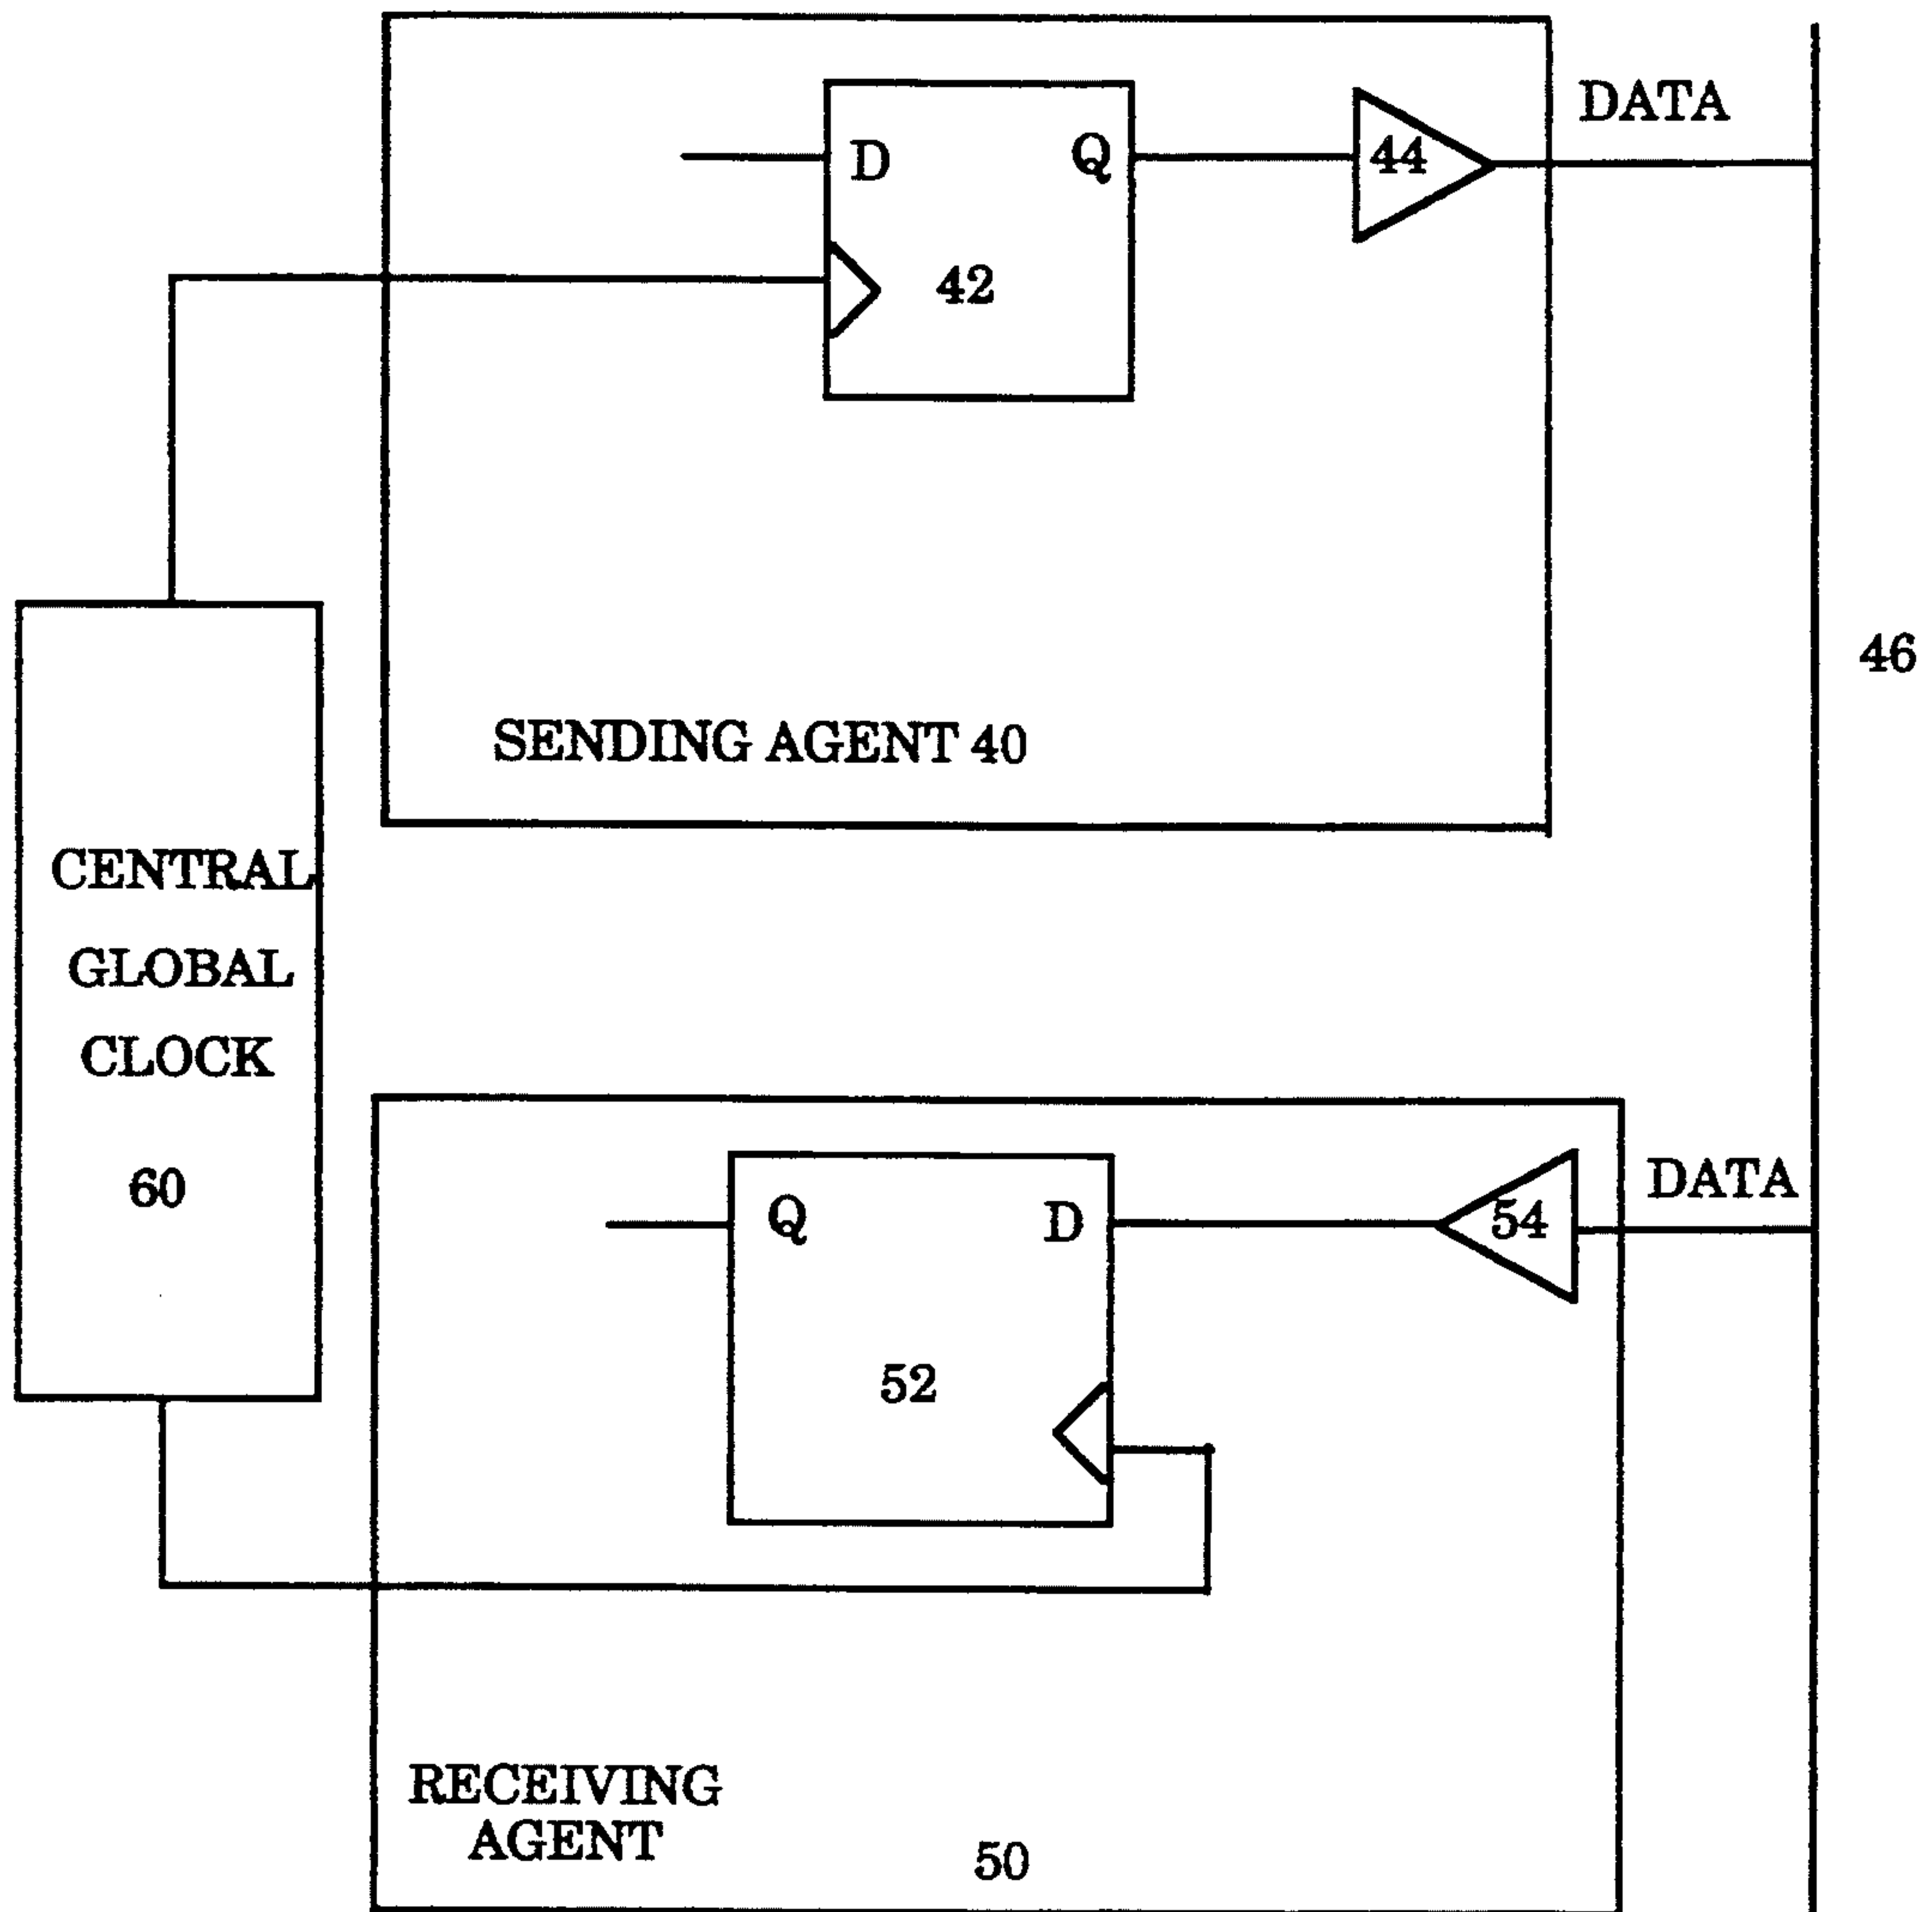 DATA
D
Q
44
42
46
SENDING AGENT 40
CENTRAL
GLOBAL
CLOCK
60
DATA
Q
D
54
52
RECEIVING
AGENT
50